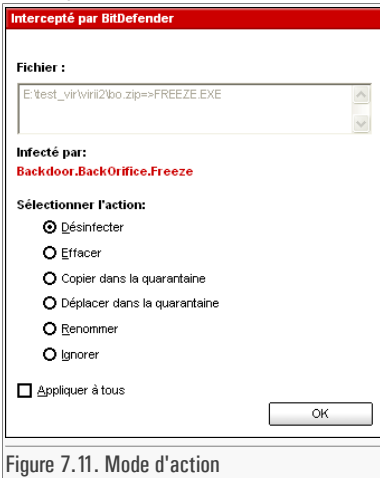 Intercepté par BitDefender
Fichier :
E:\test_vir\virii2\bo.zip=>FREEZE.EXE
Infecté par:
Backdoor.BackOrifice.Freeze
Sélectionner l'action:
Désinfecter
Effacer
Copier dans la quarantaine
Déplacer dans la quarantaine
Renommer
Ignorer
Appliquer à tous
OK
Figure 7.11. Mode d'action